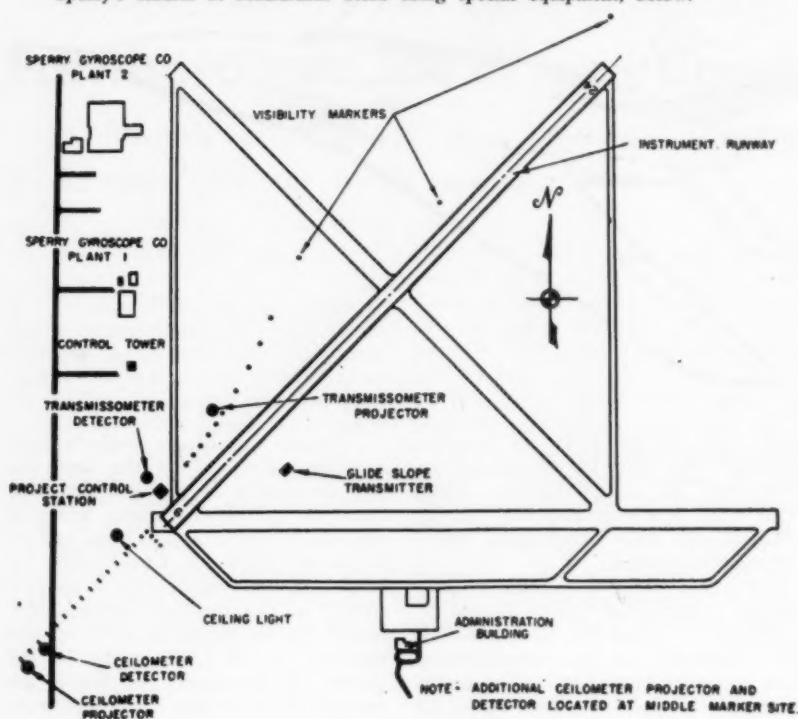 SPERRY GYROSCOPE CO
PLANT 2
VISIBILITY MARKERS
INSTRUMENT. RUNWAY
N
SPERRY GYROSCOPE CO
PLANT 1
CONTROL TOWER
TRANSMISSOMETER
DETECTOR
TRANSMISSOMETER
PROJECTOR
PROJECT CONTROL
STATION
GLIDE SLOPE
TRANSMITTER
CEILING LIGHT
ADMINISTRATION
BUILDING
CEILOMETER
DETECTOR
CEILOMETER
PROJECTOR
NOTE- ADDITIONAL CEILOMETER PROJECTOR AND
DETECTOR LOCATED AT MIDDLE MARKER SITE.